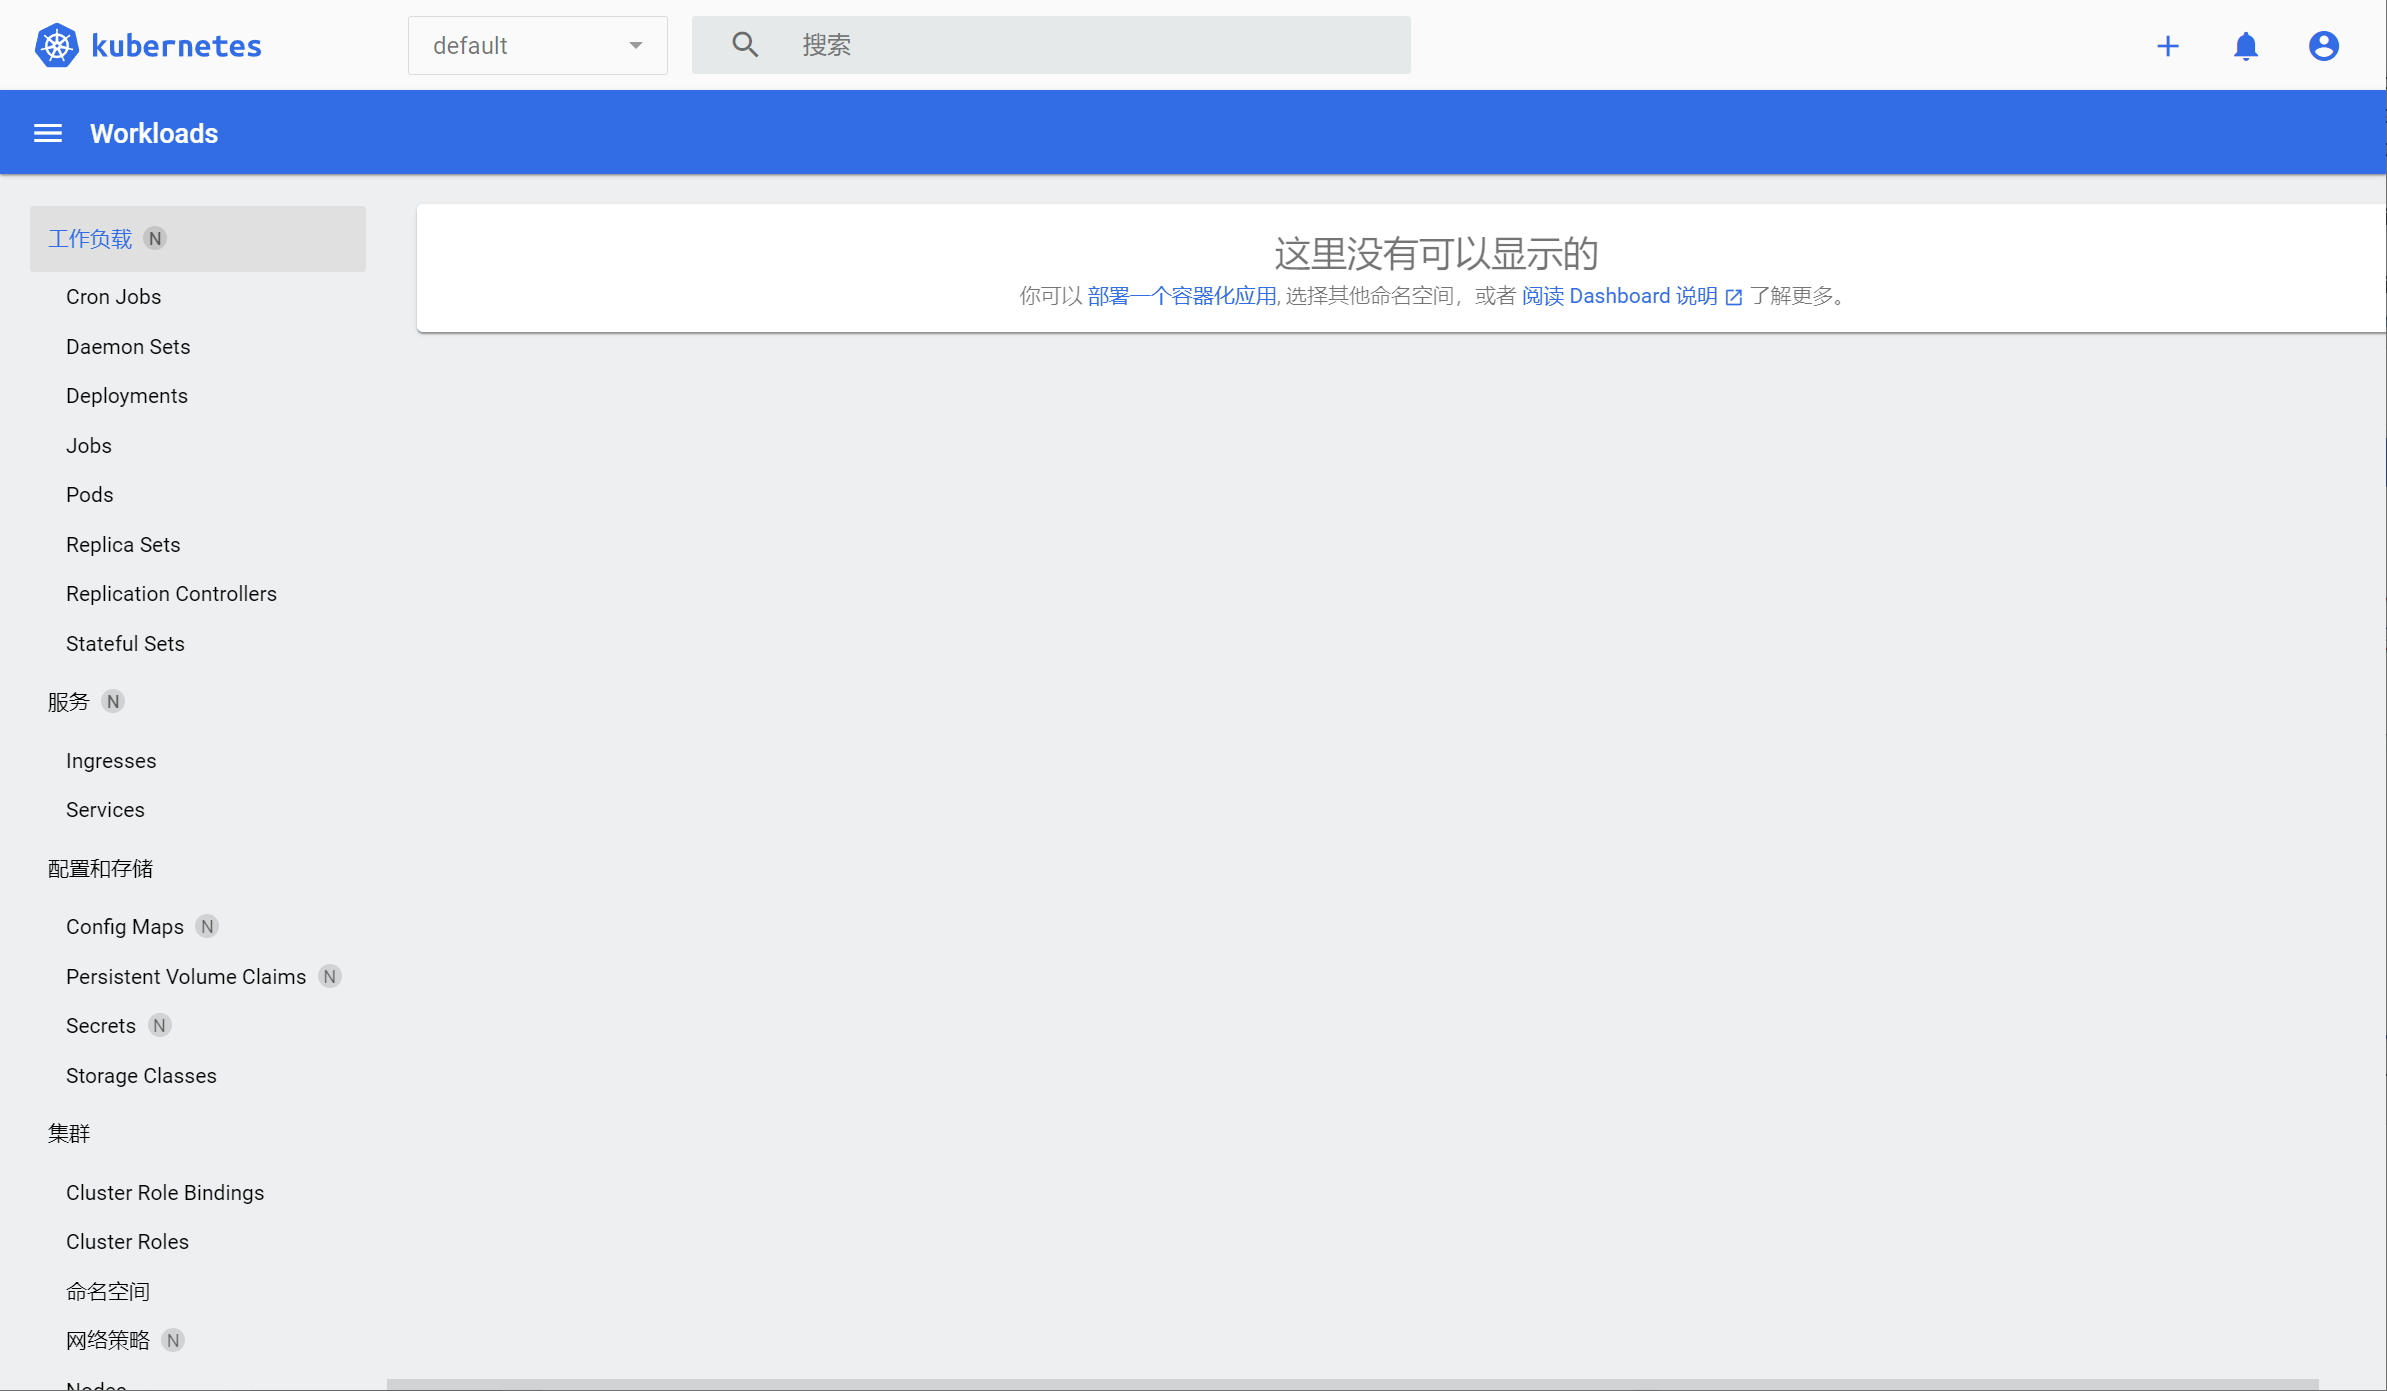 kubernetes
default
搜索
Workloads
工作负载 N
Cron Jobs
Daemon Sets
Deployments
Jobs
Pods
Replica Sets
Replication Controllers
Stateful Sets
服务 N
Ingresses
Services
配置和存储
Config Maps N
Persistent Volume Claims N
Secrets N
Storage Classes
集群
Cluster Role Bindings
Cluster Roles
命名空间
网络策略 N
Nodes
这里没有可以显示的
你可以 部署一个容器化应用, 选择其他命名空间，或者 阅读 Dashboard 说明 了解更多。